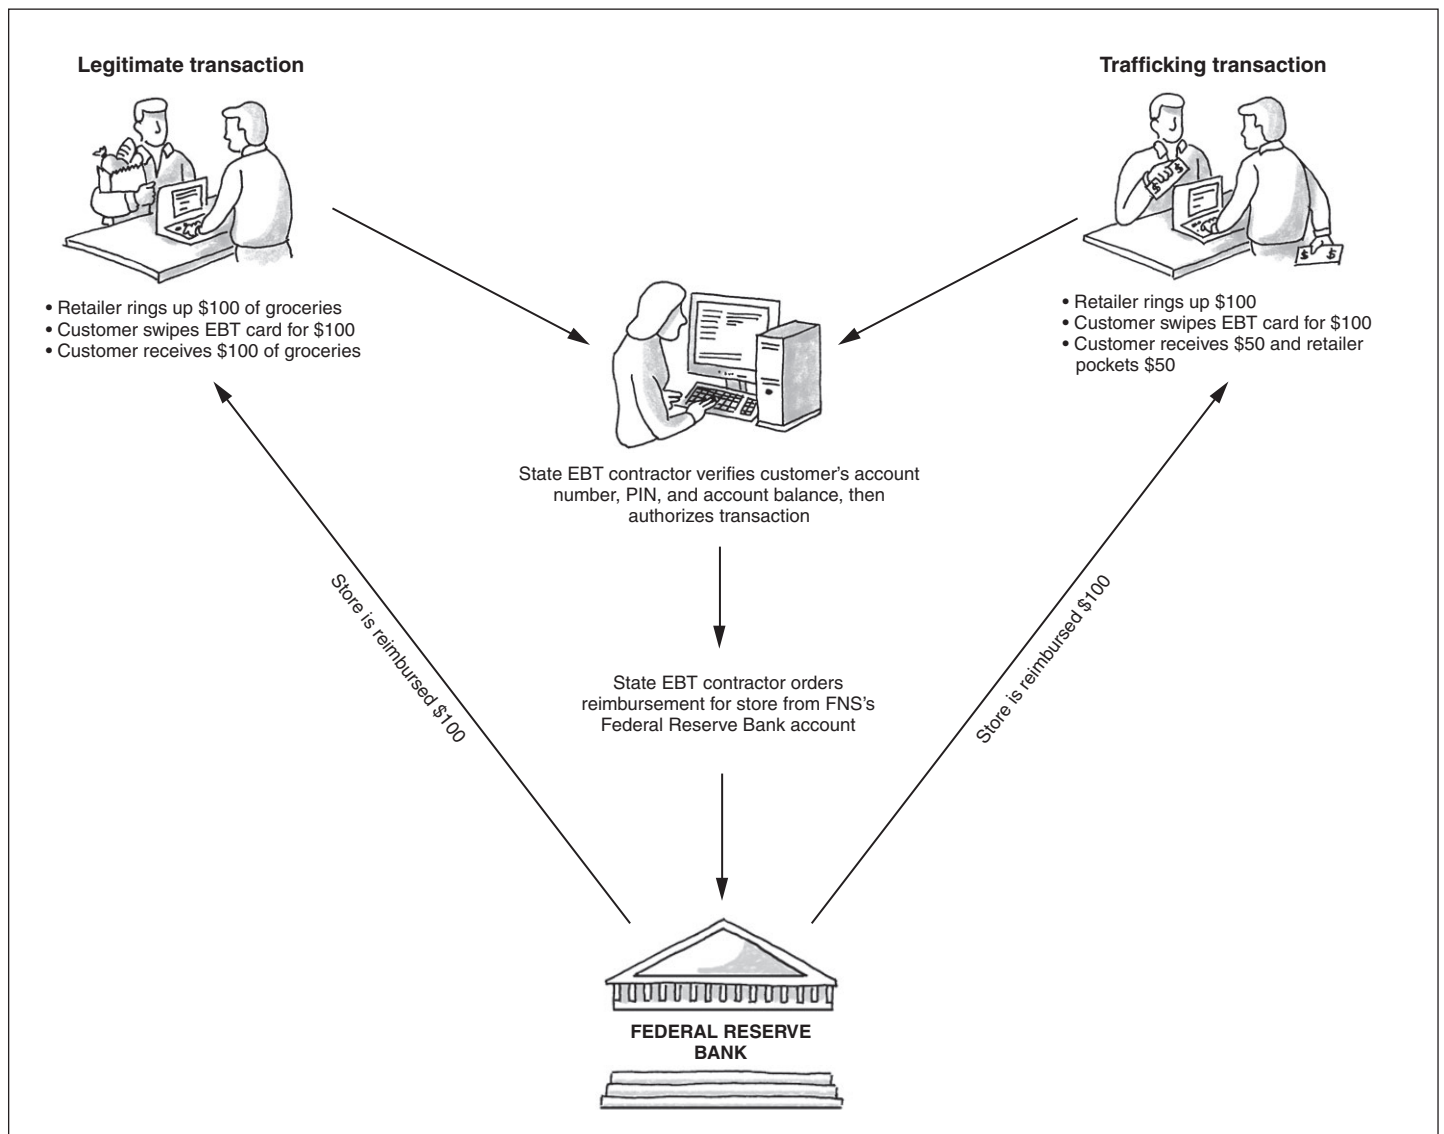 Legitimate transaction
• Retailer rings up $100 of groceries
• Customer swipes EBT card for $100
• Customer receives $100 of groceries
Trafficking transaction
• Retailer rings up $100
• Customer swipes EBT card for $100
• Customer receives $50 and retailer
pockets $50
State EBT contractor verifies customer’s account
number, PIN, and account balance, then
authorizes transaction
State EBT contractor orders
reimbursement for store from FNS’s
Federal Reserve Bank account
Store is reimbursed $100
Store is reimbursed $100
FEDERAL RESERVE
BANK